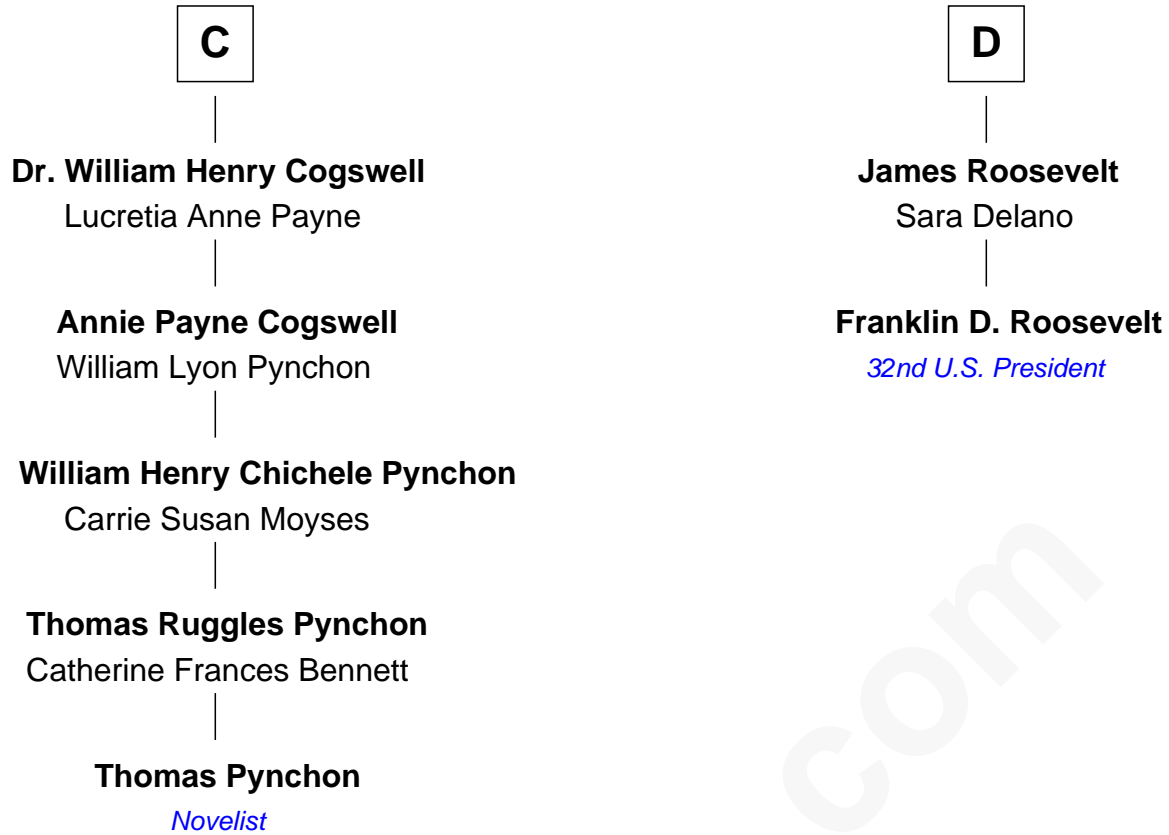 C
Dr. William Henry Cogswell
Lucretia Anne Payne
Annie Payne Cogswell
William Lyon Pynchon
William Henry Chichele Pynchon
Carrie Susan Moyses
Thomas Ruggles Pynchon
Catherine Frances Bennett
Thomas Pynchon
Novelist
D
James Roosevelt
Sara Delano
Franklin D. Roosevelt
32nd U.S. President
com